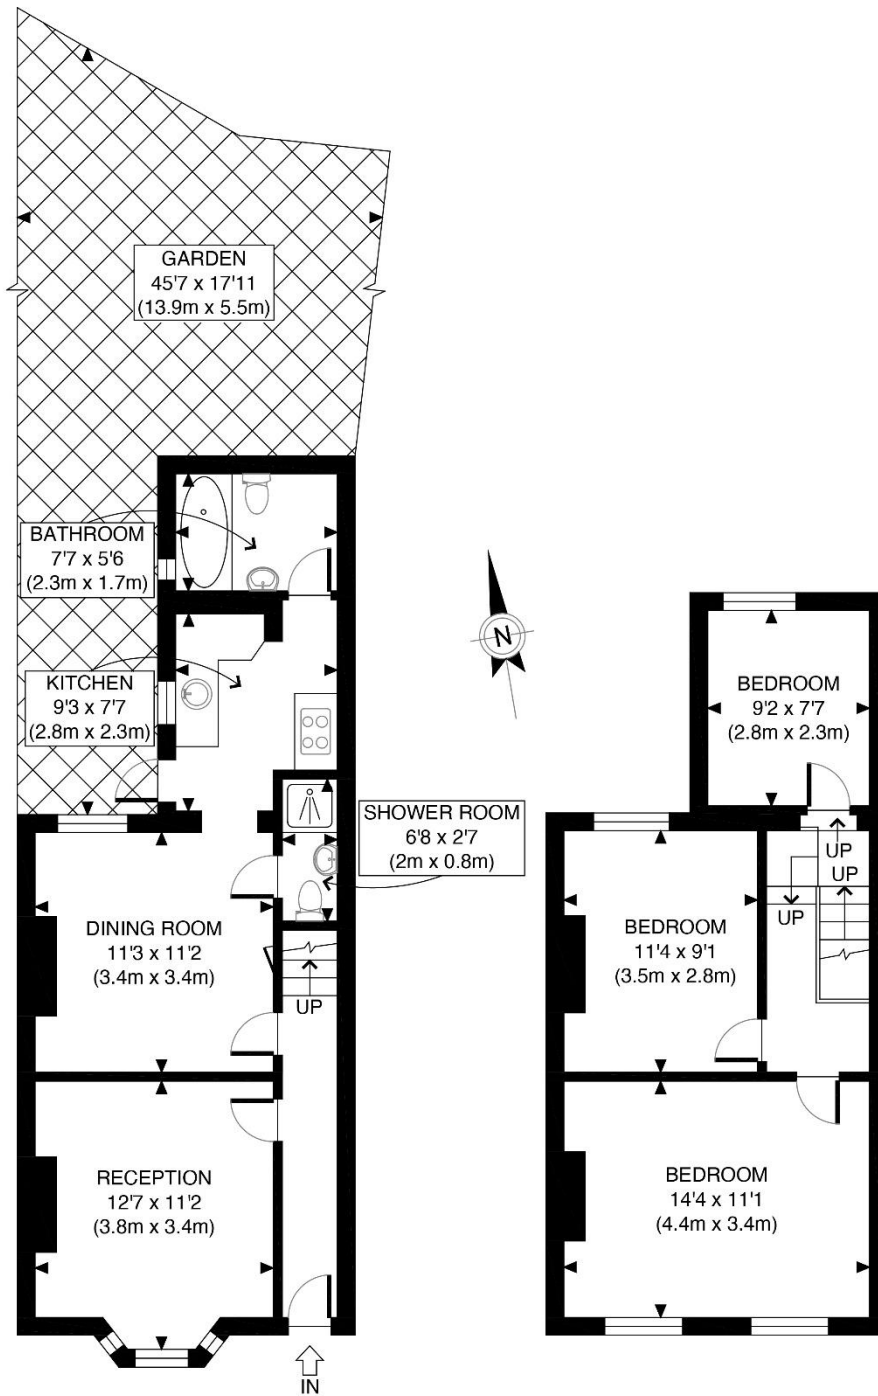 GARDEN
45'7 x 17'11
(13.9m x 5.5m)
BATHROOM
7'7 x 5'6
(2.3m x 1.7m)
N
KITCHEN
9'3 x 7'7
(2.8m x 2.3m)
BEDROOM
9'2 x 7'7
(2.8m x 2.3m)
SHOWER ROOM
6'8 x 2'7
(2m x 0.8m)
UP
UP
UP
DINING ROOM
11'3 x 11'2
(3.4m x 3.4m)
UP
BEDROOM
11'4 x 9'1
(3.5m x 2.8m)
RECEPTION
12'7 x 11'2
(3.8m x 3.4m)
BEDROOM
14'4 x 11'1
(4.4m x 3.4m)
IN